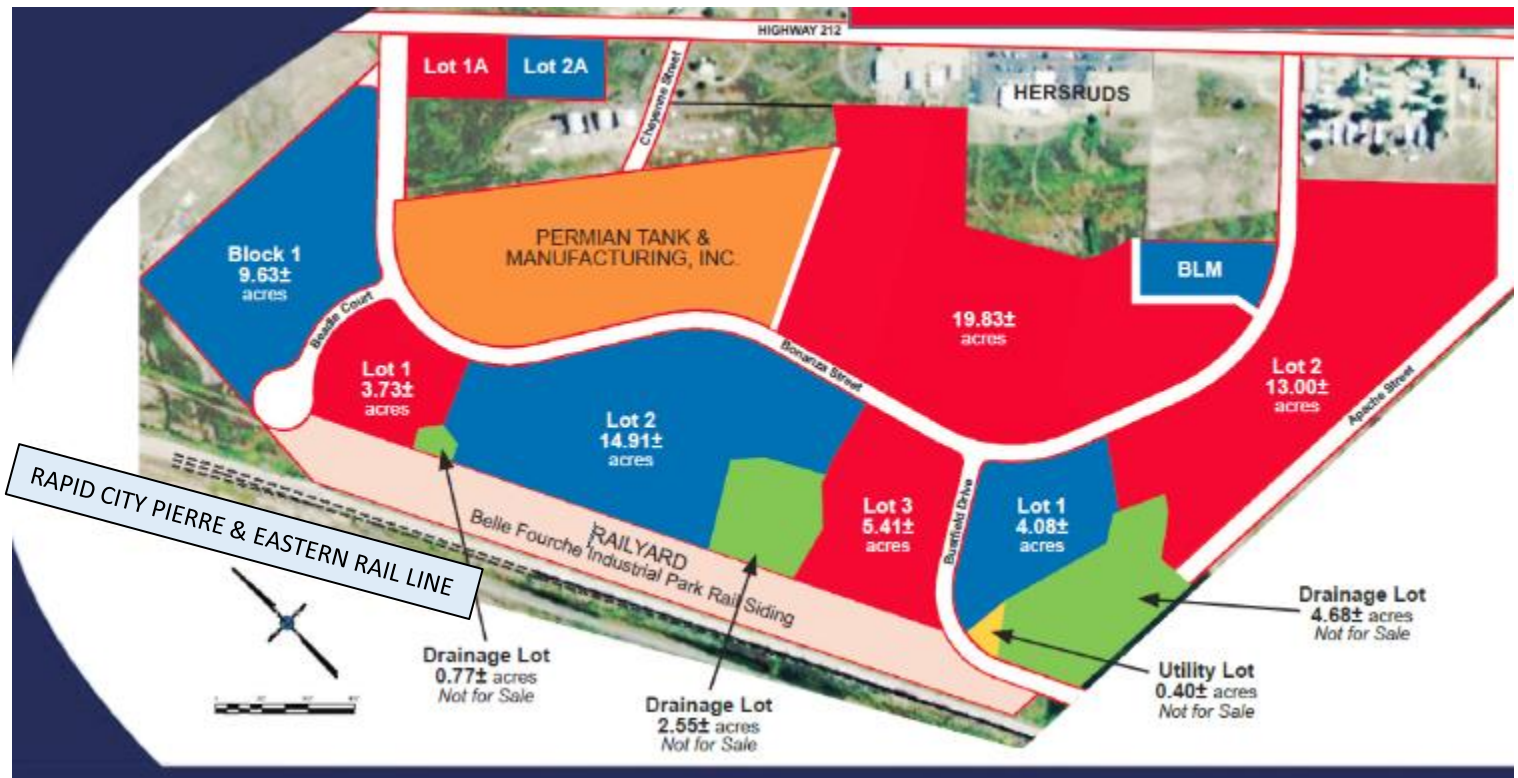 HIGHWAY 212
Lot 1A
Lot 2A
Cheyenne Street
HERSRUDS
Block 1
9.63±
acres
PERMIAN TANK &
MANUFACTURING, INC.
BLM
Beadle Court
Lot 1
3.73±
acres
19.83±
acres
Bonanza Street
Lot 2
13.00±
acres
Apache Street
Lot 2
14.91±
acres
Lot 3
5.41±
acres
Lot 1
4.08±
acres
RAPID CITY PIERRE & EASTERN RAIL LINE
RAILYARD
Belle Fourche Industrial Park Rail Siding
Drainage Lot
0.77± acres
Not for Sale
Drainage Lot
2.55± acres
Not for Sale
Utility Lot
0.40± acres
Not for Sale
Drainage Lot
4.68± acres
Not for Sale